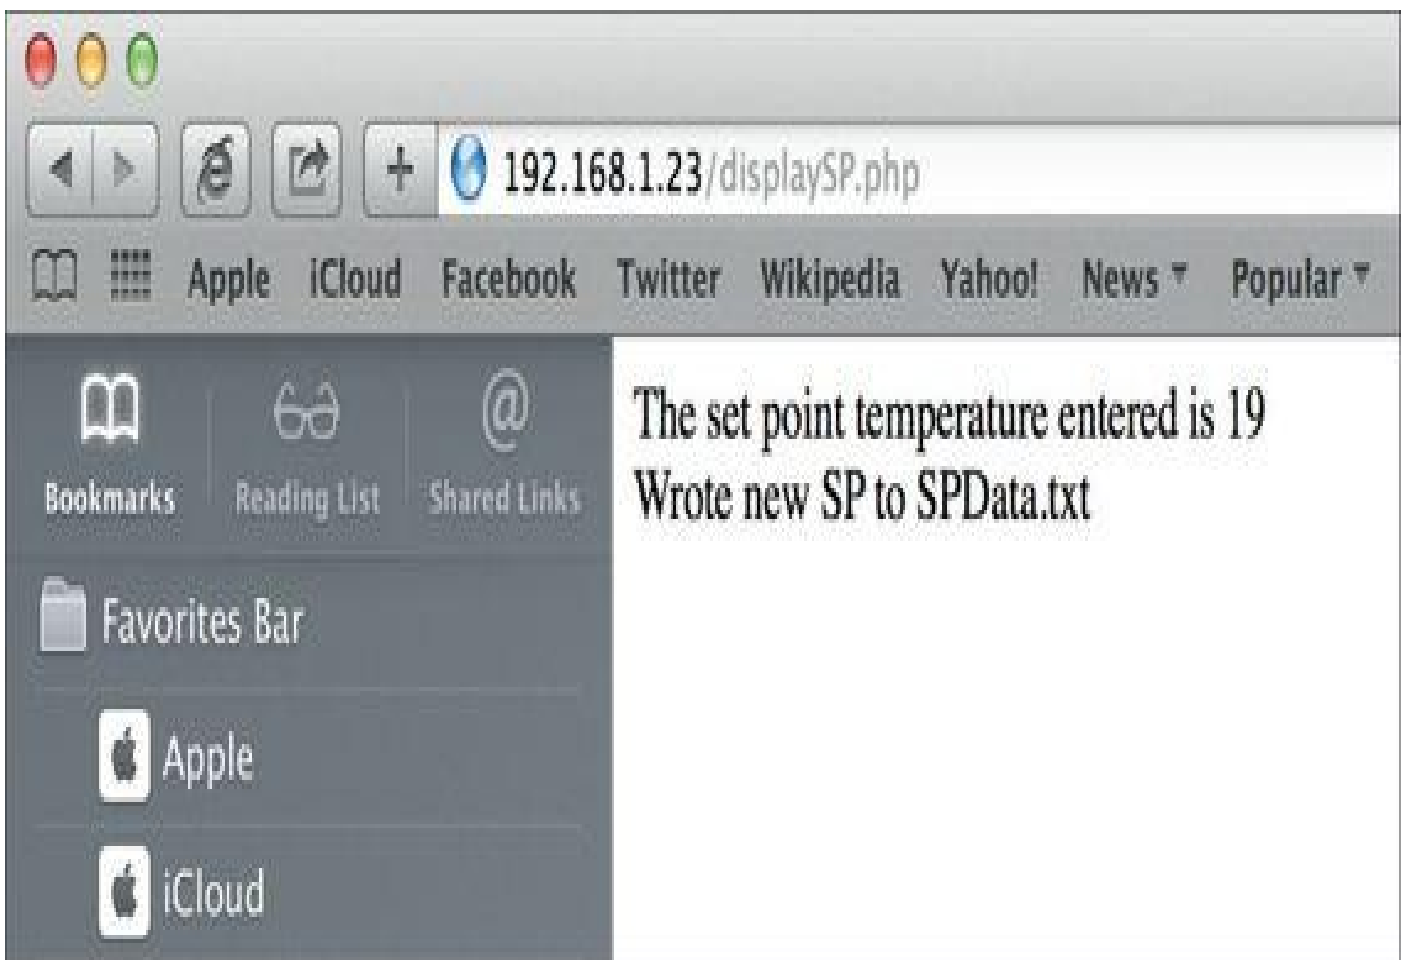 192.168.1.23/displaySP.php
Apple iCloud Facebook Twitter Wikipedia Yahoo! News Popular
Bookmarks Reading List Shared Links
Favorites Bar
Apple
iCloud
The set point temperature entered is 19
Wrote new SP to SPData.txt